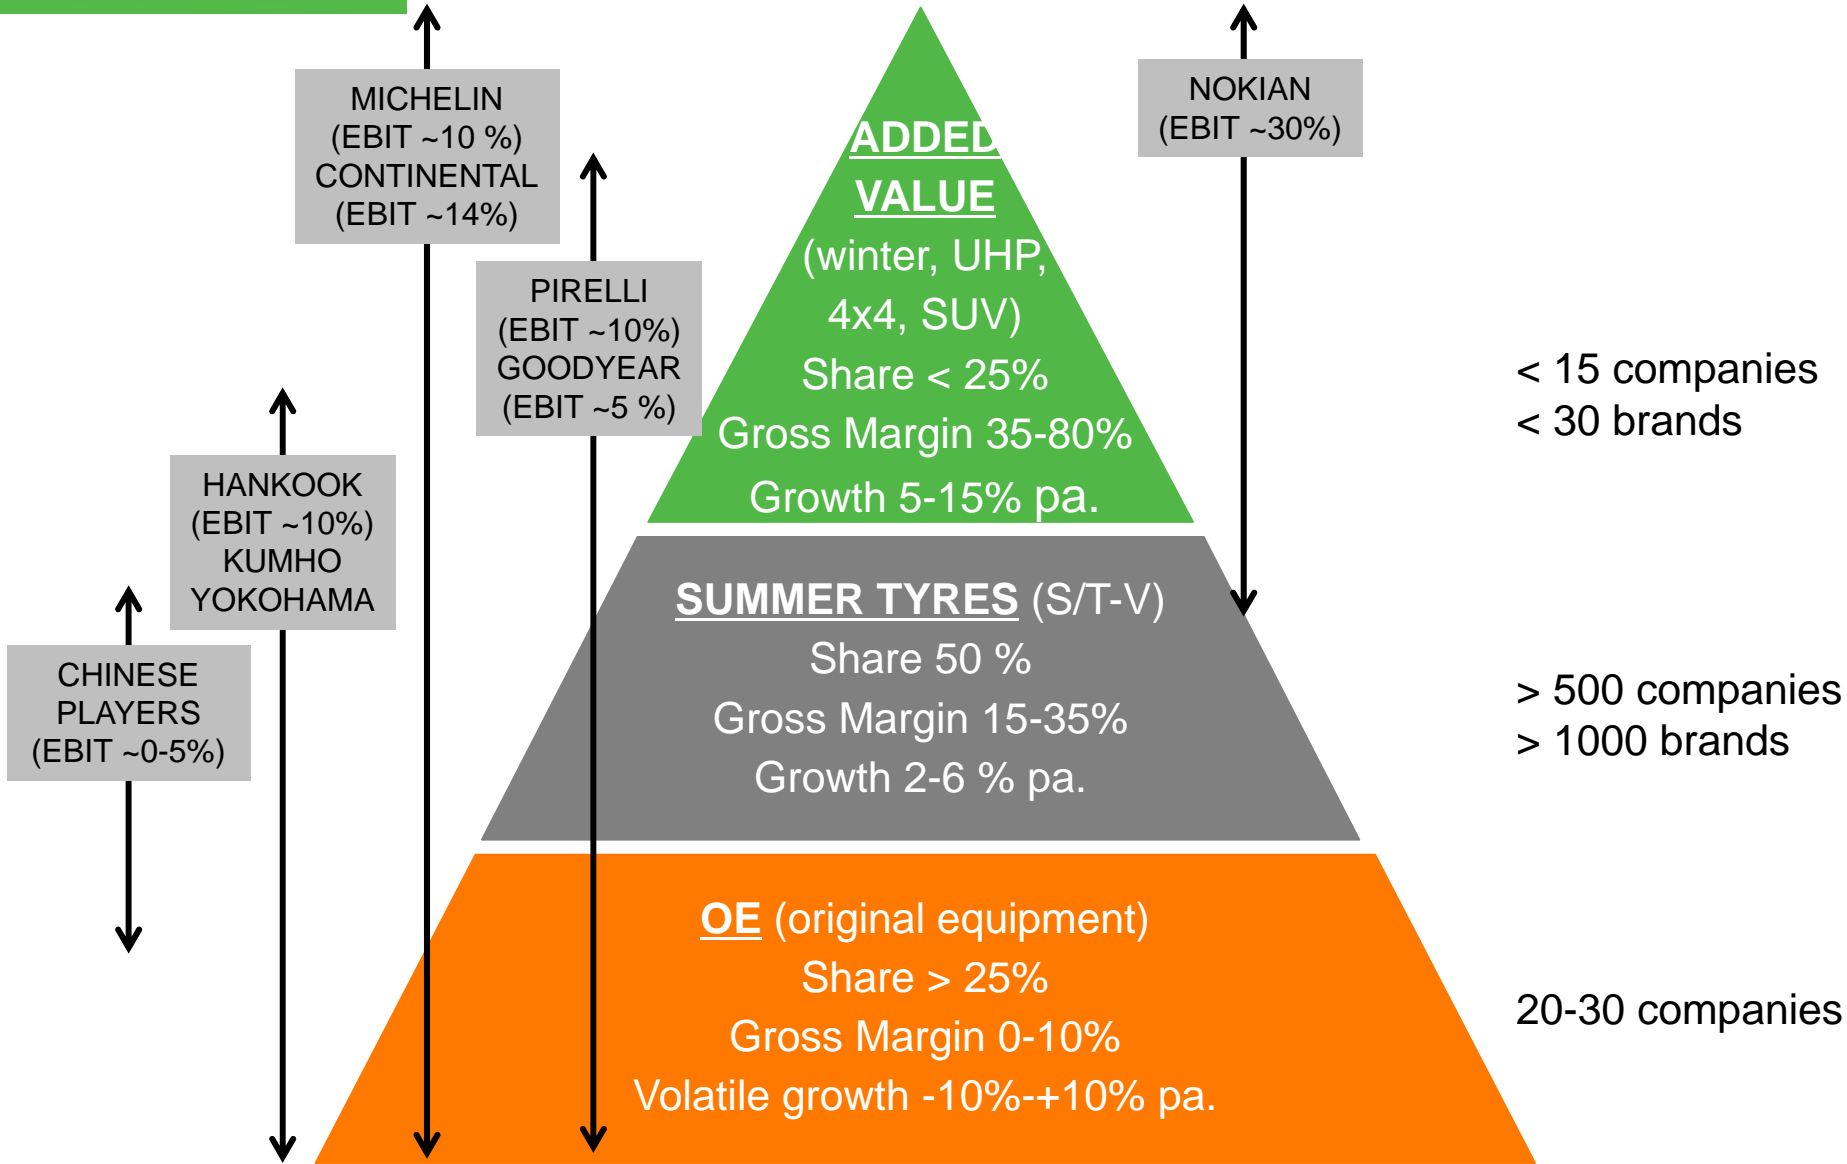 MICHELIN
(EBIT ~10 %)
CONTINENTAL
(EBIT ~14%)
PIRELLI
(EBIT ~10%)
GOODYEAR
(EBIT ~5 %)
HANKOOK
(EBIT ~10%)
KUMHO
YOKOHAMA
CHINESE
PLAYERS
(EBIT ~0-5%)
ADDED
VALUE
(winter, UHP,
4x4, SUV)
Share < 25%
Gross Margin 35-80%
Growth 5-15% pa.
SUMMER TYRES (S/T-V)
Share 50 %
Gross Margin 15-35%
Growth 2-6 % pa.
OE (original equipment)
Share > 25%
Gross Margin 0-10%
Volatile growth -10%-+10% pa.
NOKIAN
(EBIT ~30%)
< 15 companies
< 30 brands
> 500 companies
> 1000 brands
20-30 companies